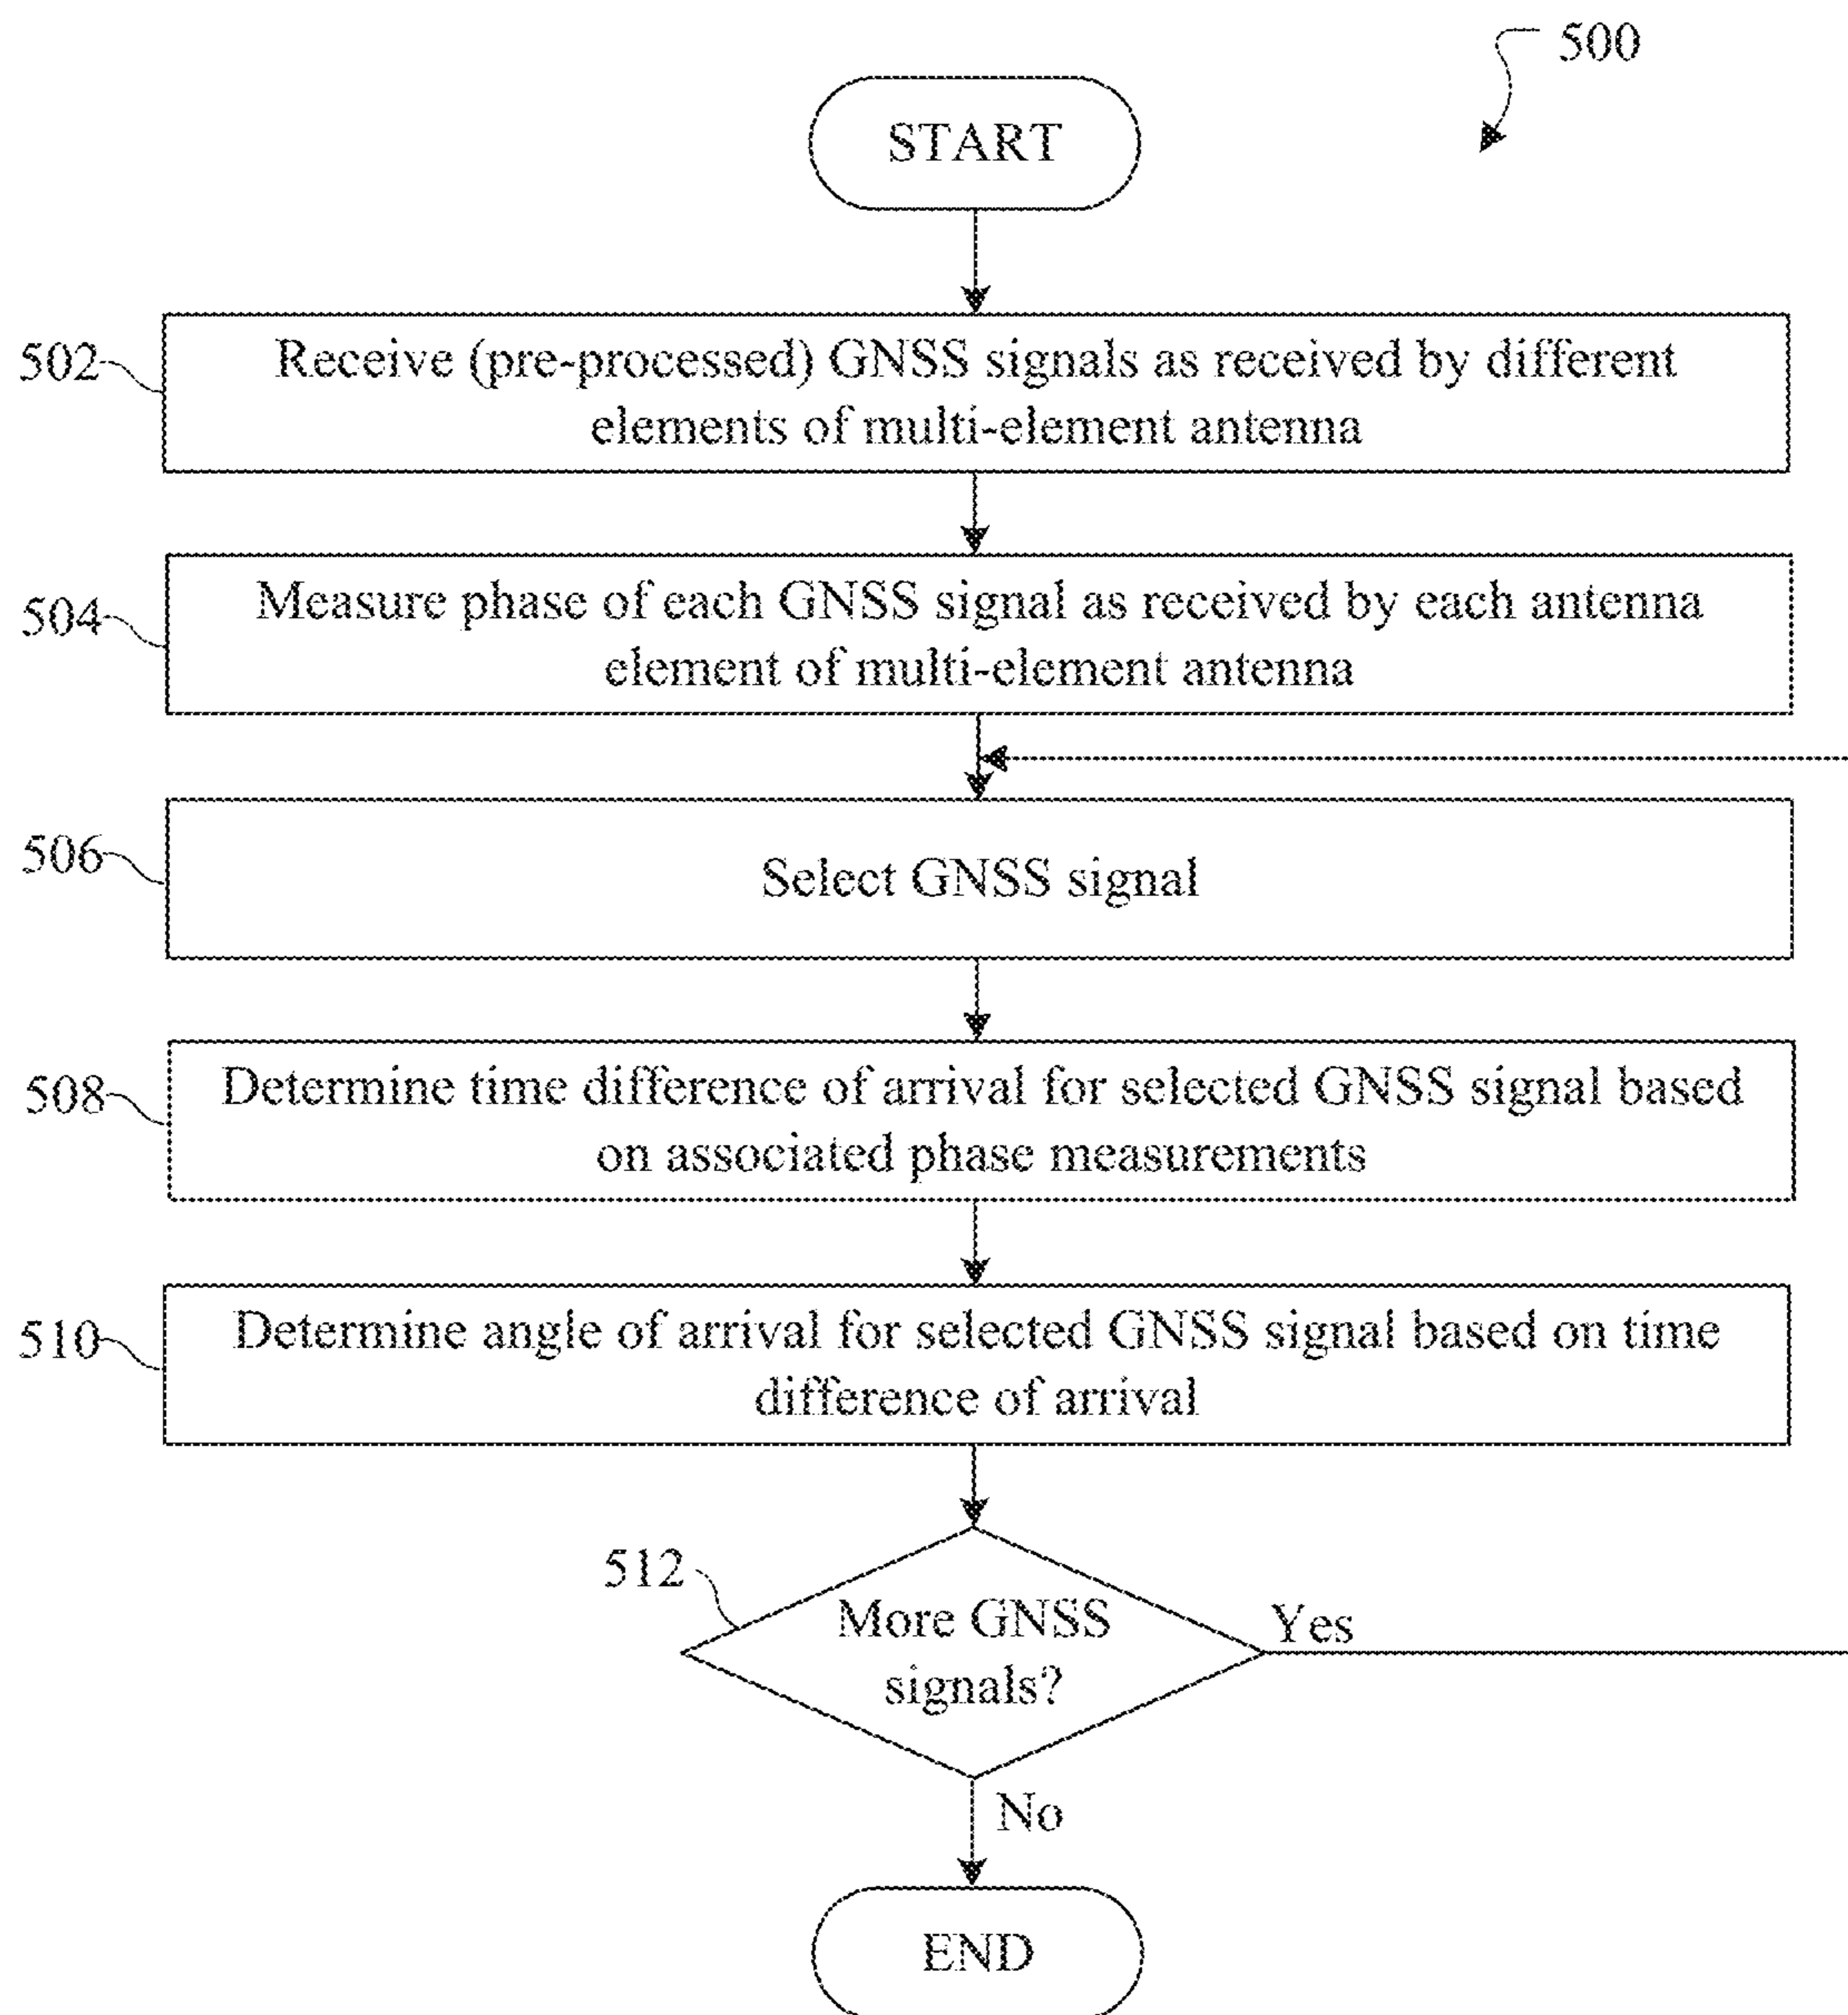 500
START
502
Receive (pre-processed) GNSS signals as received by different
elements of multi-element antenna
504
Measure phase of each GNSS signal as received by each antenna
element of multi-element antenna
506
Select GNSS signal
508
Determine time difference of arrival for selected GNSS signal based
on associated phase measurements
510
Determine angle of arrival for selected GNSS signal based on time
difference of arrival
512
More GNSS
signals?
Yes
No
END